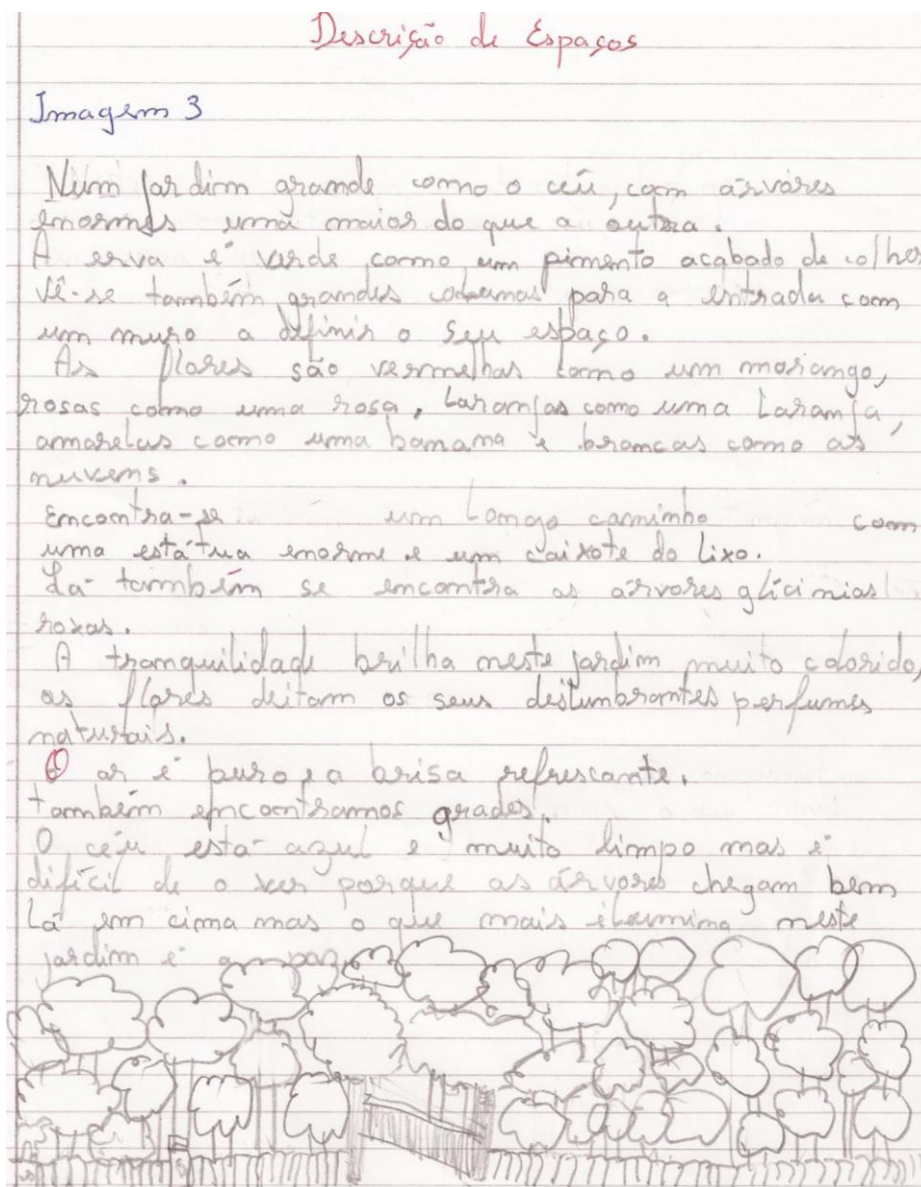 Descrição de Espaços
Imagem 3
Num jardim grande como o céu, com árvores
enormes uma maior do que a outra.
A erva é verde como um pimento acabado de colher
Vê-se também grandes colunas para a entrada com
um muro a definir o seu espaço.
As flores são vermelhas como um morango,
rosas como uma rosa, Laranjas como uma Laranja,
amarelas como uma banana e brancas como as
nuvens.
Encontra-se um Longo caminho com
uma estátua enorme e um caixote do lixo.
Lá também se encontra as árvores glícinias
roxas.
A tranquilidade brilha neste jardim muito colorido,
as flores deitam os seus deslumbrantes perfumes
naturais.
O ar é puro, a brisa refrescante.
também encontramos grades.
O céu está azul e muito limpo mas é
difícil de o ver porque as árvores chegam bem
Lá em cima mas o que mais ilumina neste
jardim é a paz